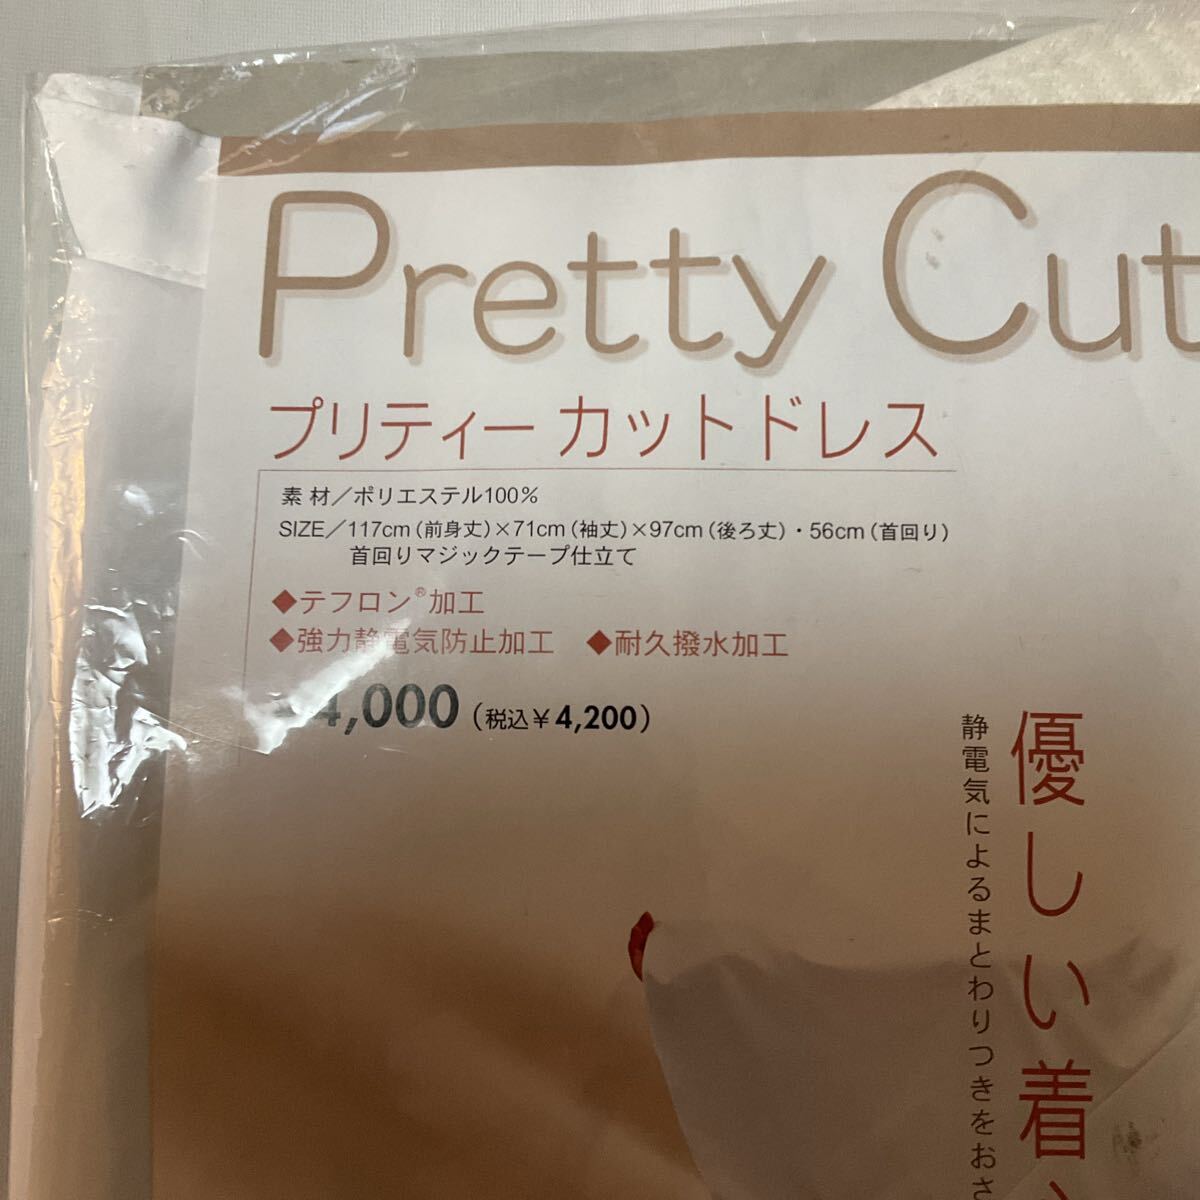 Pretty Cut
プリティー カットドレス
素 材／ポリエステル100%
SIZE／117cm（前身丈）×71cm（袖丈）×97cm（後ろ丈）・56cm（首回り）
首回りマジックテープ仕立て
◆テフロン®加工
◆強力静電気防止加工　◆耐久撥水加工
¥4,000（税込¥4,200）
優しい着心
静電気によるまとわりつきをおさ